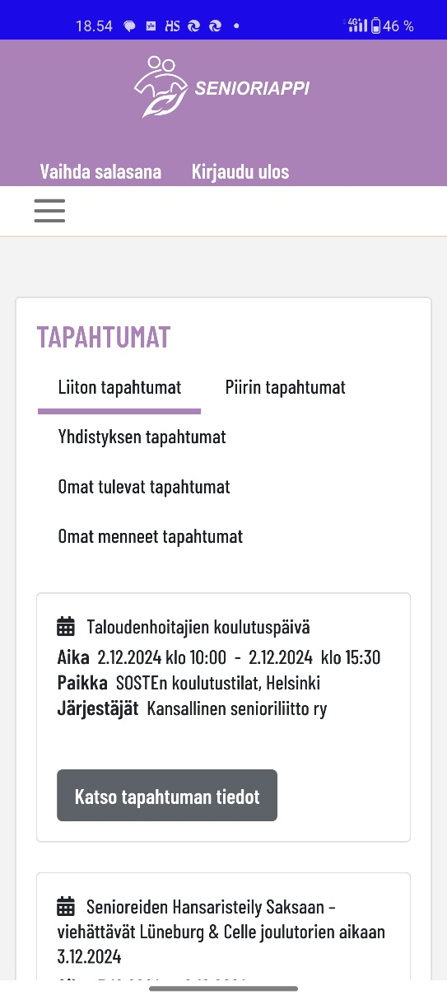 18.54 HS 4G+ 46 %
SENIORIAPPI
Vaihda salasana Kirjaudu ulos
TAPAHTUMAT
Liiton tapahtumat Piirin tapahtumat
Yhdistyksen tapahtumat
Omat tulevat tapahtumat
Omat menneet tapahtumat
Taloudenhoitajien koulutuspäivä
Aika 2.12.2024 klo 10:00 - 2.12.2024 klo 15:30
Paikka SOSTEn koulutustilat, Helsinki
Järjestäjät Kansallinen senioriliitto ry
Katso tapahtuman tiedot
Senioreiden Hansaristeily Saksaan –
viehättävät Lüneburg & Celle joulutorien aikaan
3.12.2024